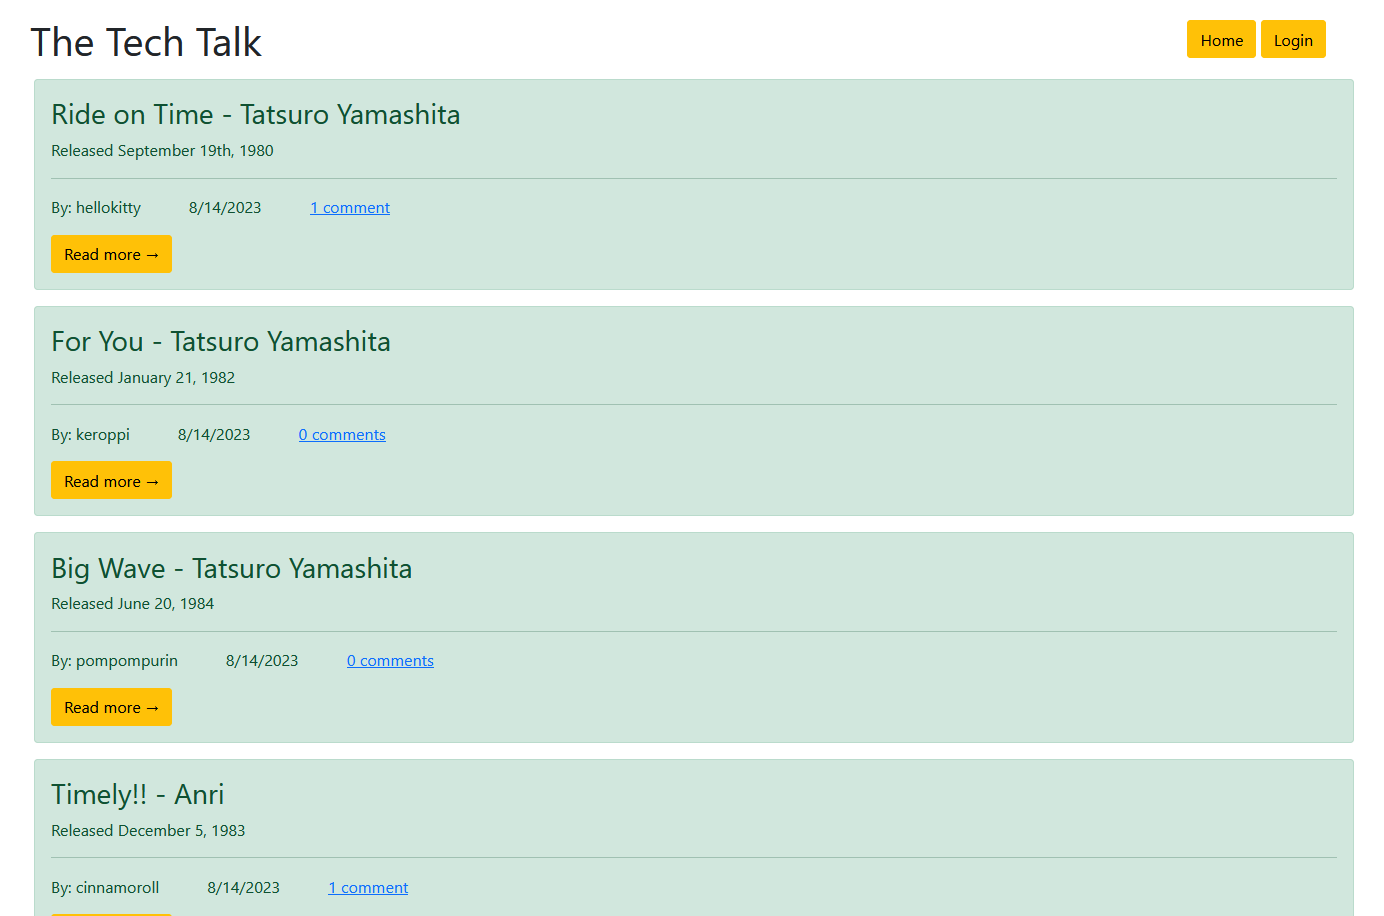 The Tech Talk
Home Login
Ride on Time - Tatsuro Yamashita
Released September 19th, 1980
By: hellokitty 8/14/2023 1 comment
Read more →
For You - Tatsuro Yamashita
Released January 21, 1982
By: keroppi 8/14/2023 0 comments
Read more →
Big Wave - Tatsuro Yamashita
Released June 20, 1984
By: pompompurin 8/14/2023 0 comments
Read more →
Timely!! - Anri
Released December 5, 1983
By: cinnamoroll 8/14/2023 1 comment